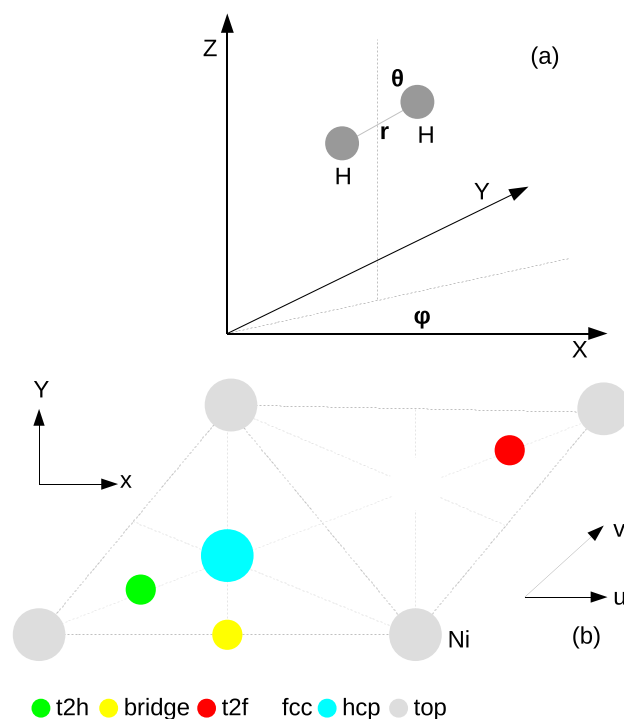 Z
(a)
θ
r
H
H
Y
φ
X
Y
x
v
u
Ni
(b)
t2h bridge t2f fcc hcp top